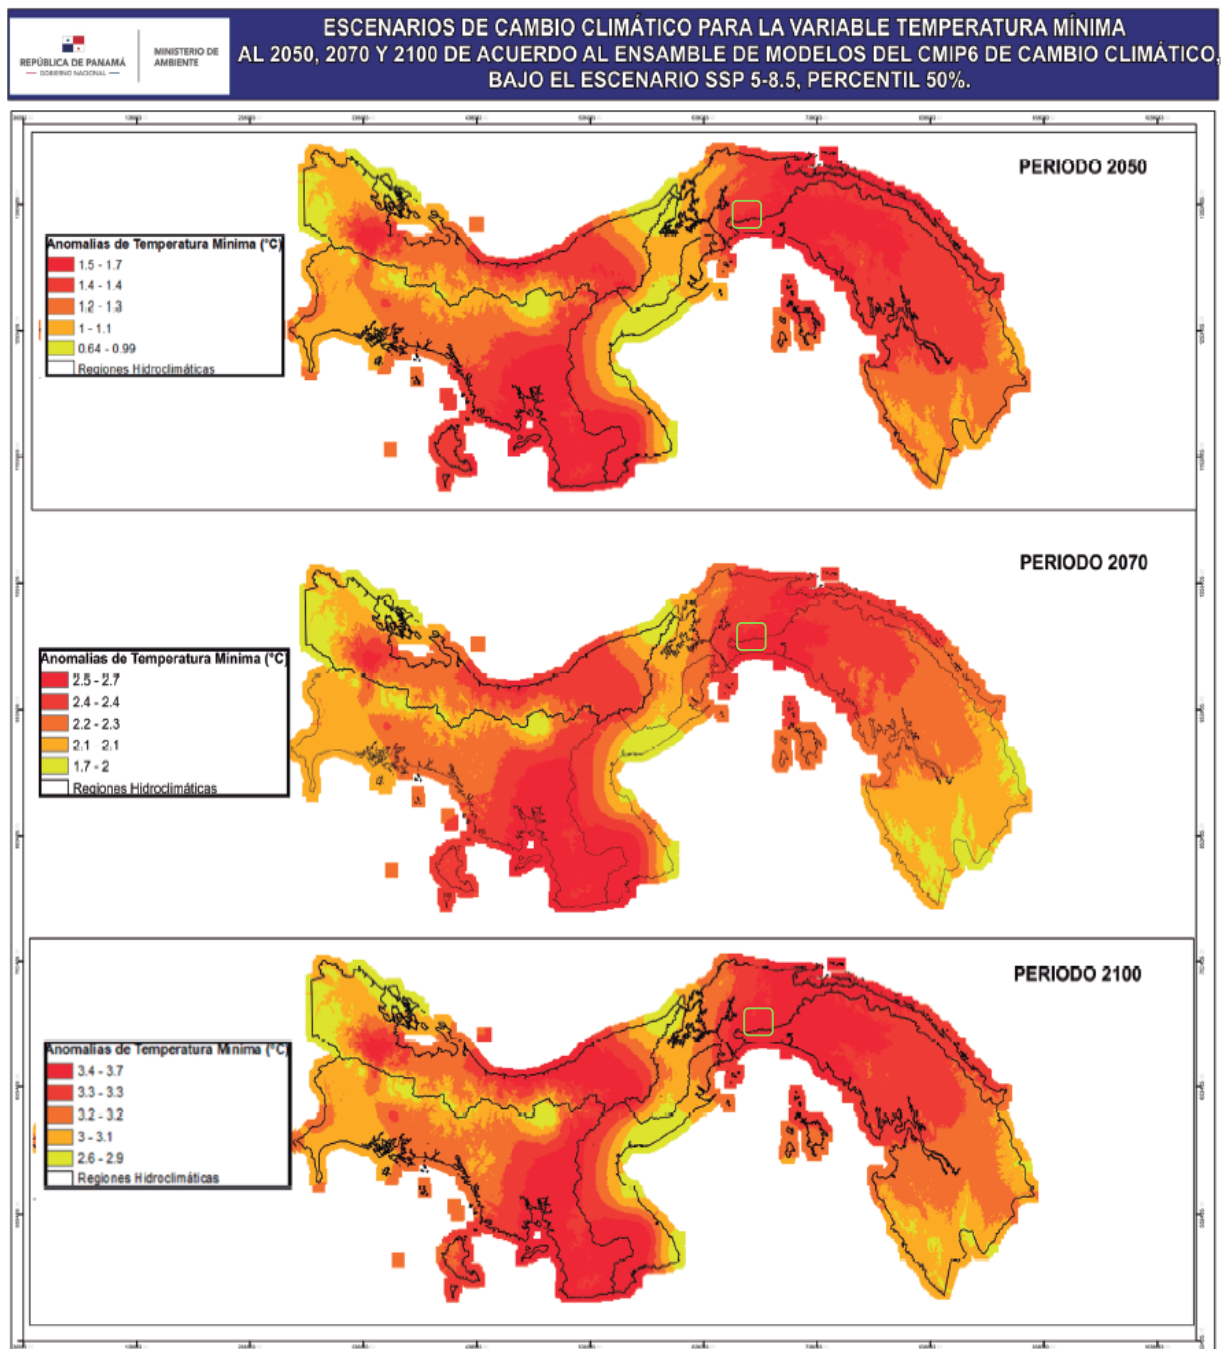 REPÚBLICA DE PANAMÁ
— GOBIERNO NACIONAL —
MINISTERIO DE
AMBIENTE
ESCENARIOS DE CAMBIO CLIMÁTICO PARA LA VARIABLE TEMPERATURA MÍNIMA
AL 2050, 2070 Y 2100 DE ACUERDO AL ENSAMBLE DE MODELOS DEL CMIP6 DE CAMBIO CLIMÁTICO,
BAJO EL ESCENARIO SSP 5-8.5, PERCENTIL 50%.
PERIODO 2050
Anomalias de Temperatura Mínima (°C)
1.5 - 1.7
1.4 - 1.4
1.2 - 1.3
1 - 1.1
0.64 - 0.99
Regiones Hidroclimáticas
PERIODO 2070
Anomalias de Temperatura Mínima (°C)
2.5 - 2.7
2.4 - 2.4
2.2 - 2.3
2.1 2.1
1.7 - 2
Regiones Hidroclimáticas
PERIODO 2100
Anomalias de Temperatura Mínima (°C)
3.4 - 3.7
3.3 - 3.3
3.2 - 3.2
3 - 3.1
2.6 - 2.9
Regiones Hidroclimáticas